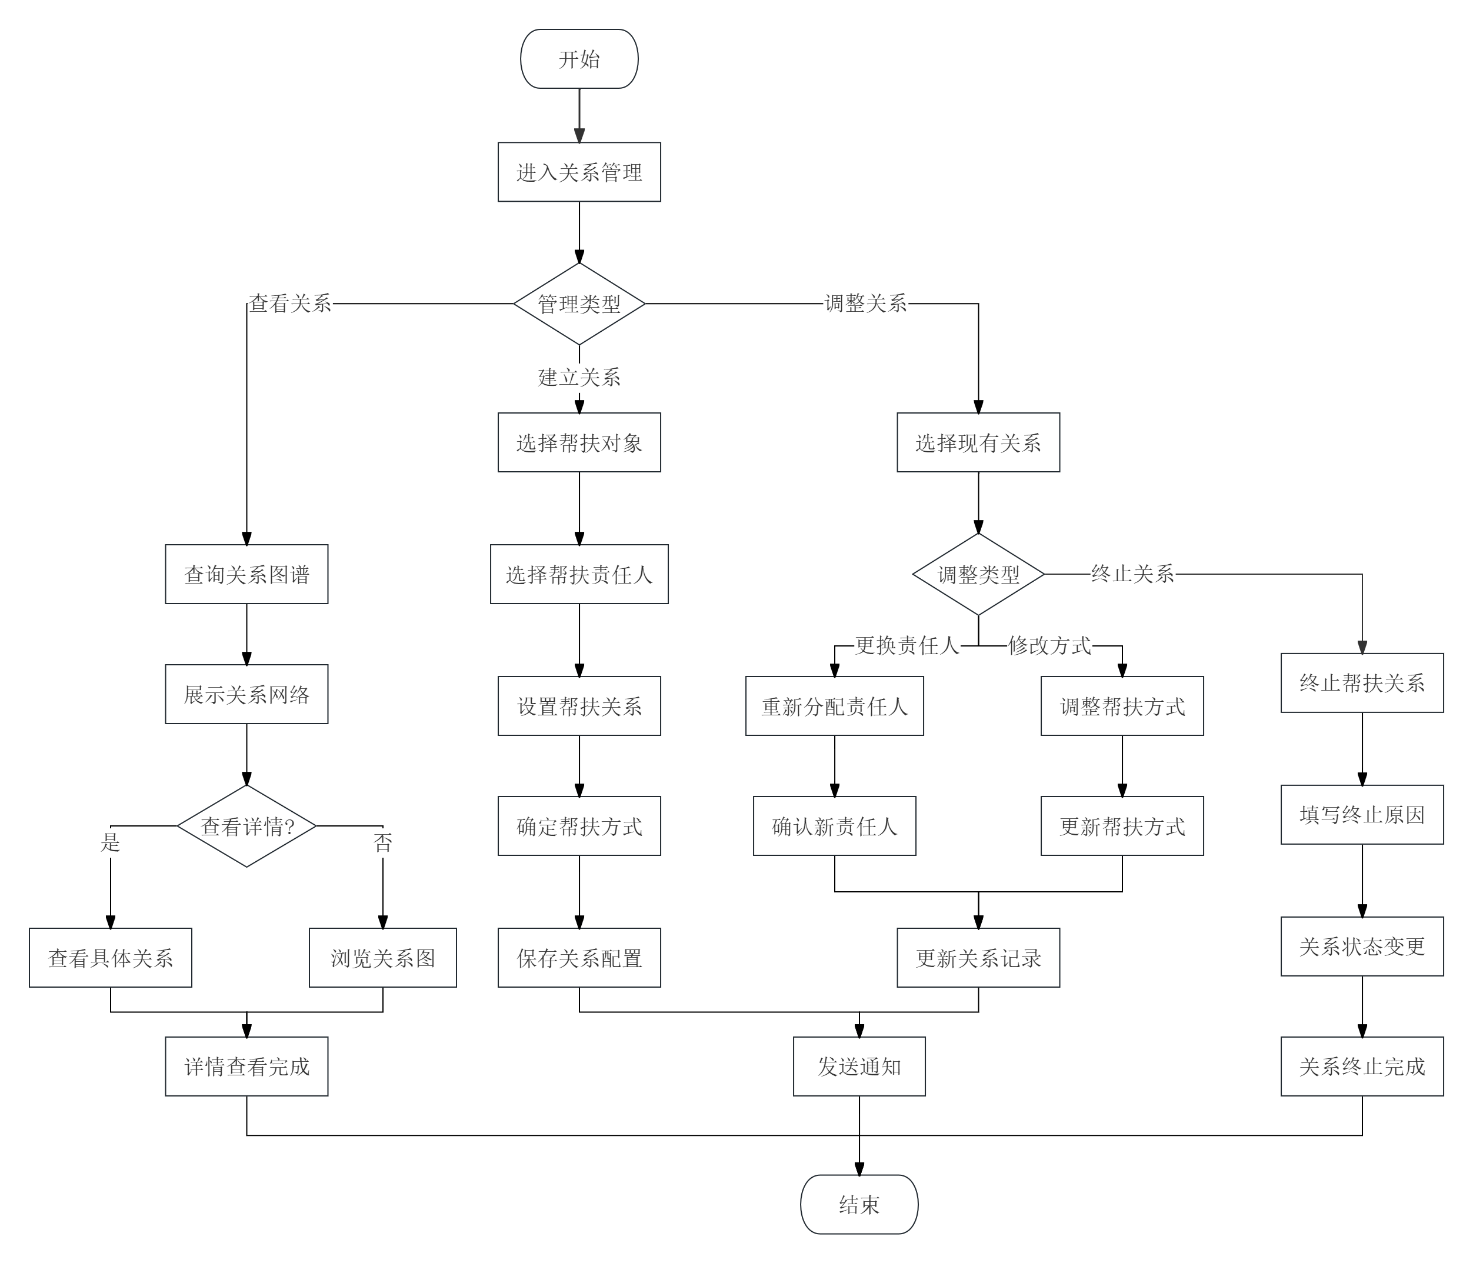 开始
进入关系管理
查看关系
管理类型
调整关系
建立关系
选择帮扶对象
选择现有关系
查询关系图谱
选择帮扶责任人
调整类型
终止关系
更换责任人
修改方式
展示关系网络
设置帮扶关系
重新分配责任人
调整帮扶方式
终止帮扶关系
查看详情?
是
否
确定帮扶方式
确认新责任人
更新帮扶方式
填写终止原因
查看具体关系
浏览关系图
保存关系配置
更新关系记录
关系状态变更
详情查看完成
发送通知
关系终止完成
结束